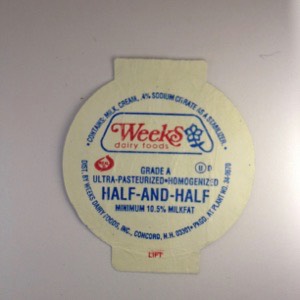 • CONTAINS: MILK, CREAM, .4% SODIUM CITRATE AS A STABILIZER •
Weeks
dairy foods
GRADE A
ULTRA-PASTEURIZED•HOMOGENIZED
HALF-AND-HALF
MINIMUM 10.5% MILKFAT
DIST. BY WEEKS DAIRY FOODS, INC., CONCORD, N.H. 03301• PKGD. AT PLANT NO.
LIFT